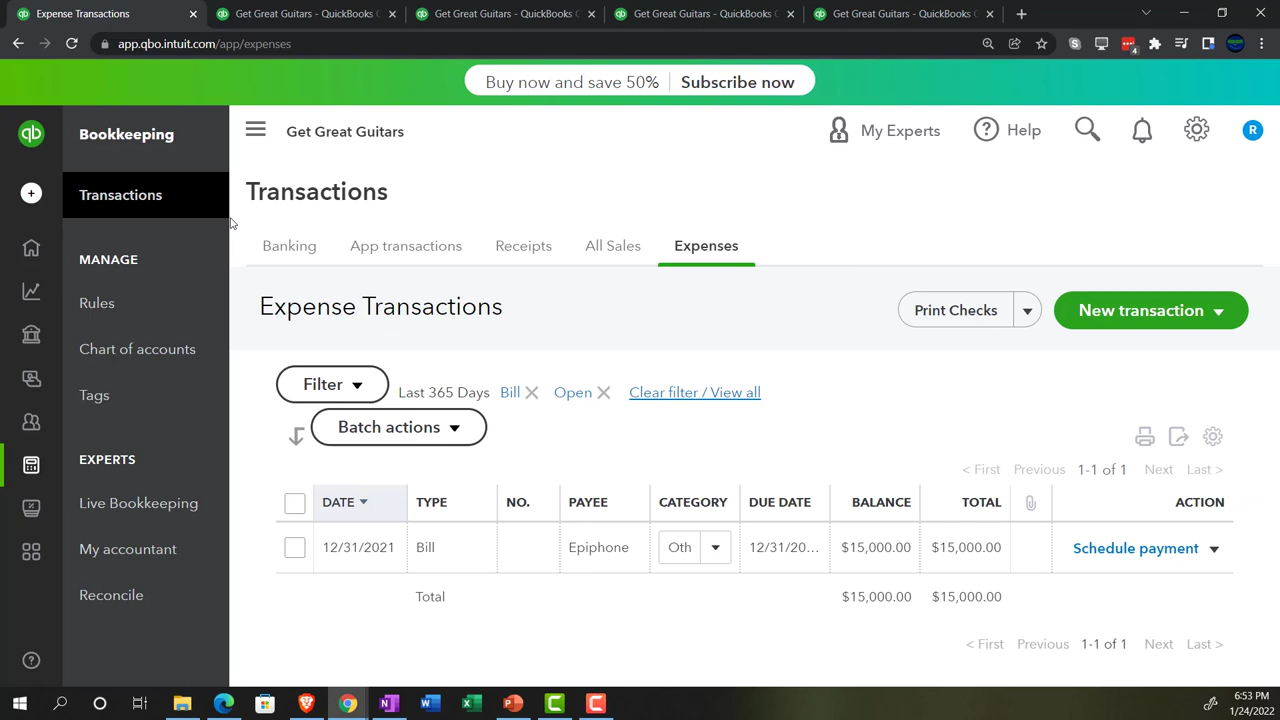 Expense Transactions
Get Great Guitars - QuickBooks
Get Great Guitars - QuickBooks
Get Great Guitars - QuickBooks
Get Great Guitars - QuickBooks
app.qbo.intuit.com/app/expenses
4
Buy now and save 50%
Subscribe now
qb
Bookkeeping
Get Great Guitars
My Experts
Help
R
Transactions
Transactions
Banking
App transactions
Receipts
All Sales
Expenses
MANAGE
Rules
Chart of accounts
Tags
EXPERTS
Live Bookkeeping
My accountant
Reconcile
Expense Transactions
Print Checks
New transaction
Filter
Last 365 Days
Bill
Open
Clear filter / View all
Batch actions
< First Previous 1-1 of 1 Next Last >
DATE TYPE NO. PAYEE CATEGORY DUE DATE BALANCE TOTAL ACTION
12/31/2021 Bill Epiphone Oth 12/31/20... $15,000.00 $15,000.00 Schedule payment
Total $15,000.00 $15,000.00
< First Previous 1-1 of 1 Next Last >
6:53 PM
1/24/2022